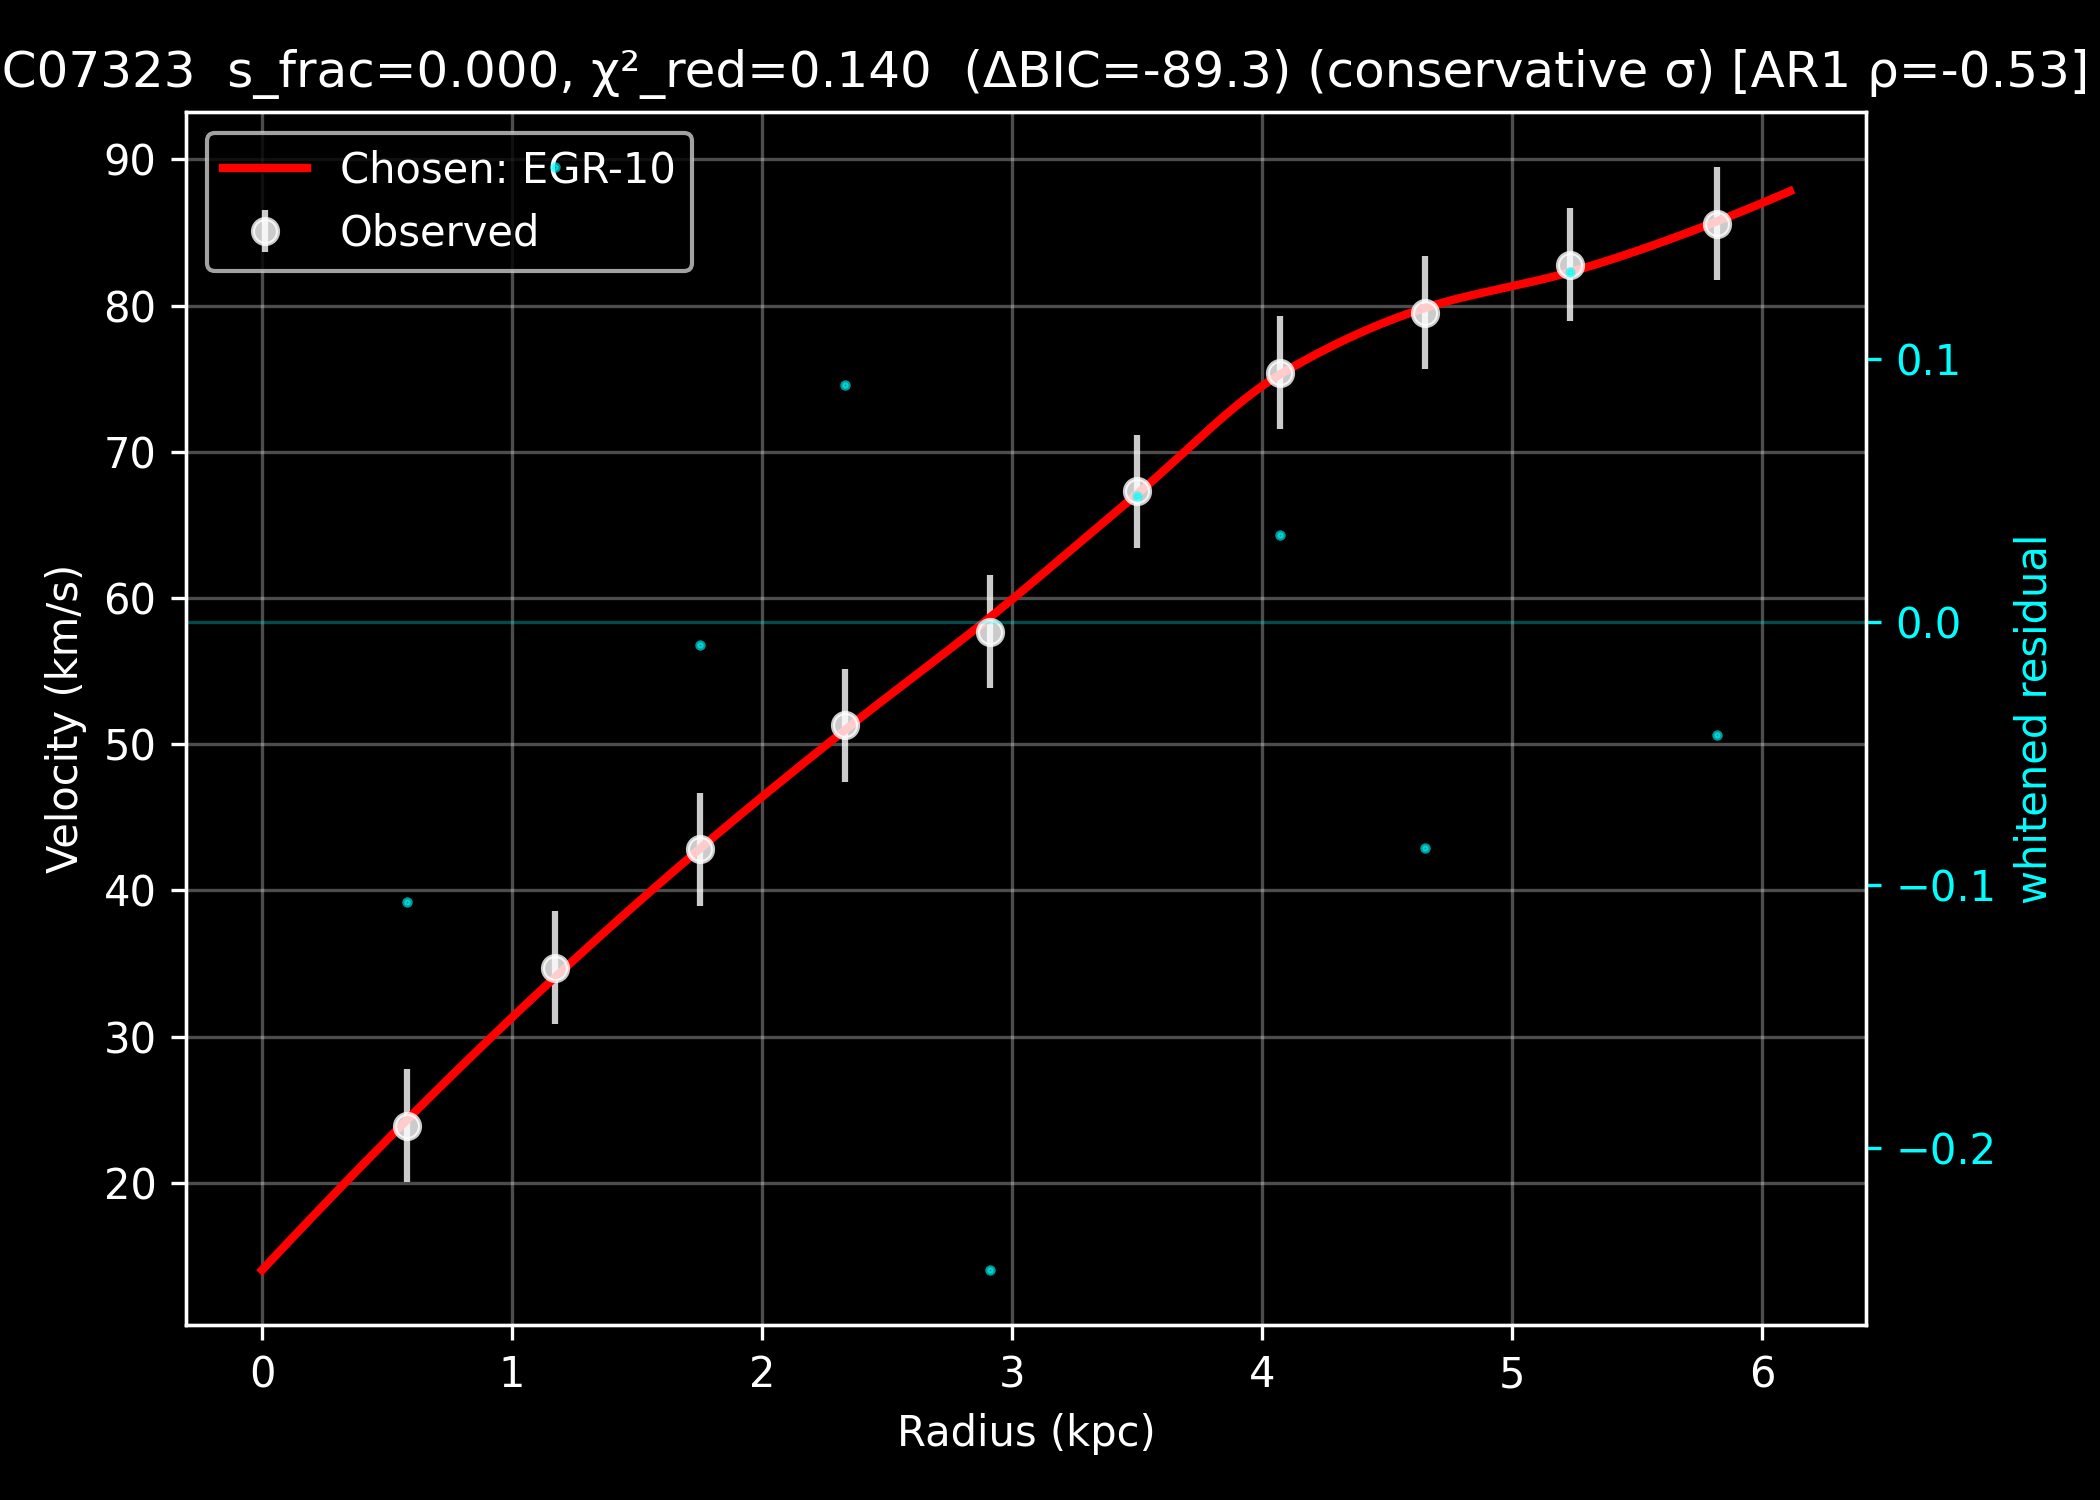 C07323 s_frac=0.000, χ²_red=0.140 (ΔBIC=-89.3) (conservative σ) [AR1 ρ=-0.53]
Chosen: EGR-10
Observed
90
80
70
60
50
40
30
20
Velocity (km/s)
0.1
0.0
−0.1
−0.2
whitened residual
0 1 2 3 4 5 6
Radius (kpc)